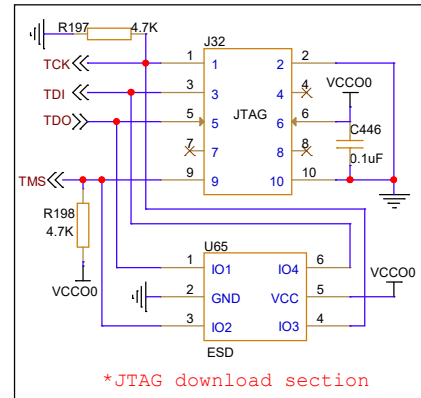 R197 4.7K
J32
TCK 1 1 2 2
VCCO0
TDI 3 3 4 4
JTAG
TDO 5 5 6 6
C446
7 7 8 8
0.1uF
TMS 9 9 10 10
R198
4.7K
U65
VCCO0
1 IO1 IO4 6
VCCO0
2 GND VCC 5
3 IO2 IO3 4
ESD
*JTAG download section